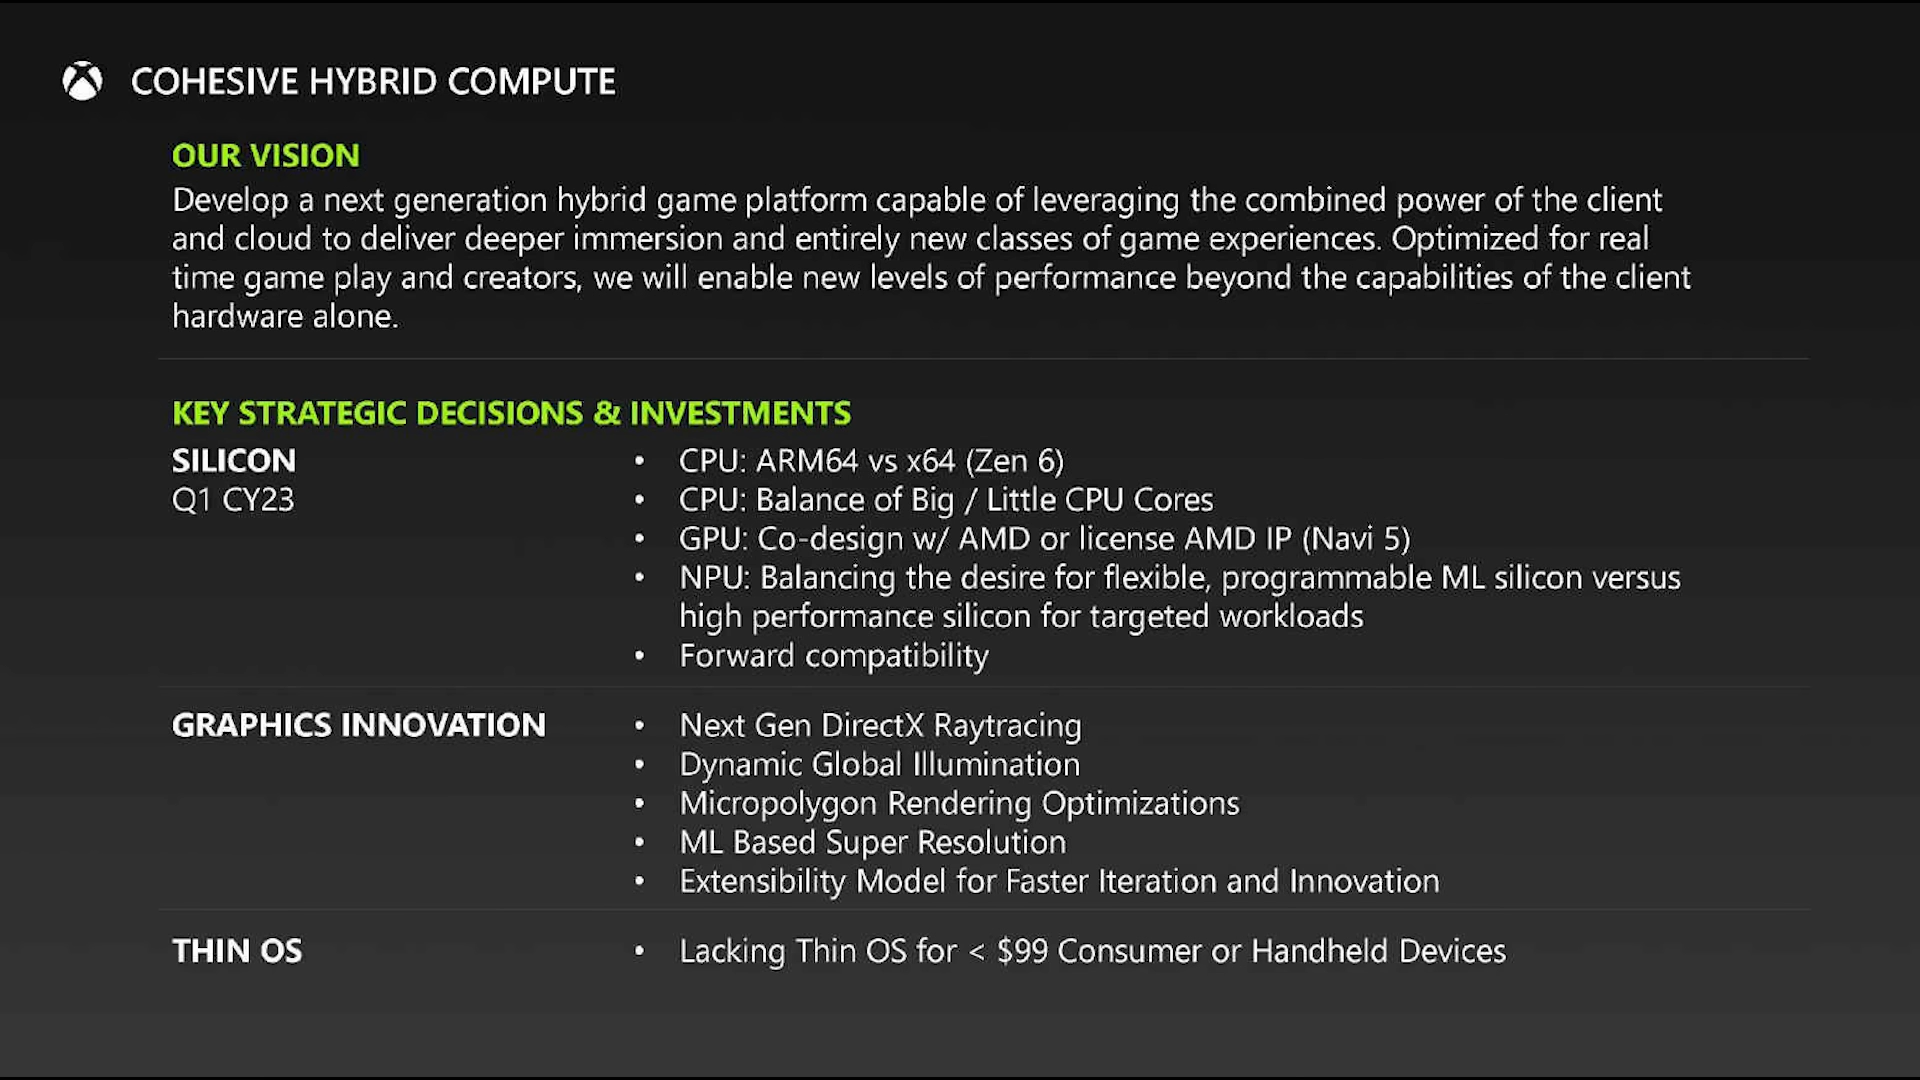 COHESIVE HYBRID COMPUTE
OUR VISION
Develop a next generation hybrid game platform capable of leveraging the combined power of the client
and cloud to deliver deeper immersion and entirely new classes of game experiences. Optimized for real
time game play and creators, we will enable new levels of performance beyond the capabilities of the client
hardware alone.
KEY STRATEGIC DECISIONS & INVESTMENTS
SILICON
Q1 CY23
• CPU: ARM64 vs x64 (Zen 6)
• CPU: Balance of Big / Little CPU Cores
• GPU: Co-design w/ AMD or license AMD IP (Navi 5)
• NPU: Balancing the desire for flexible, programmable ML silicon versus
high performance silicon for targeted workloads
• Forward compatibility
GRAPHICS INNOVATION
• Next Gen DirectX Raytracing
• Dynamic Global Illumination
• Micropolygon Rendering Optimizations
• ML Based Super Resolution
• Extensibility Model for Faster Iteration and Innovation
THIN OS
• Lacking Thin OS for < $99 Consumer or Handheld Devices